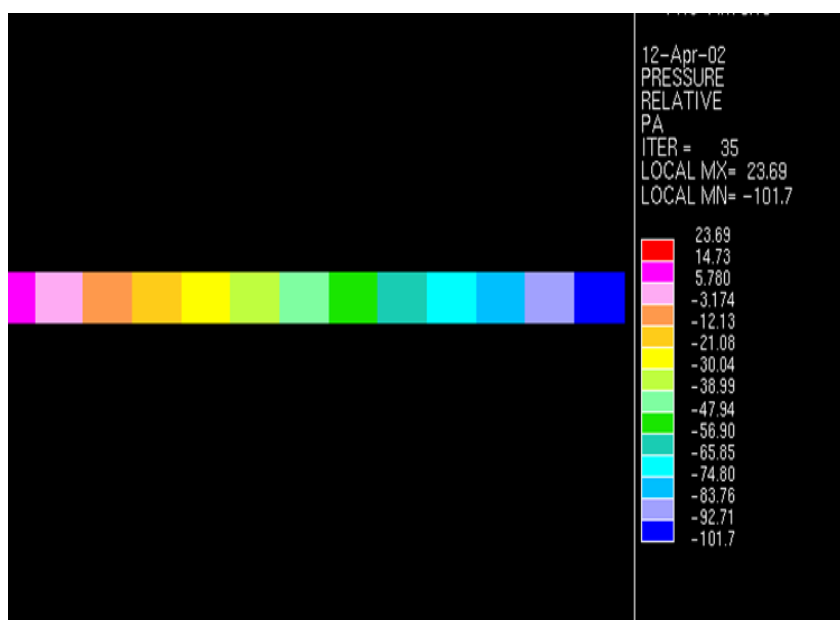 12-Apr-02
PRESSURE
RELATIVE
PA
ITER = 35
LOCAL MX= 23.69
LOCAL MN= -101.7
23.69
14.73
5.780
-3.174
-12.13
-21.08
-30.04
-38.99
-47.94
-56.90
-65.85
-74.80
-83.76
-92.71
-101.7